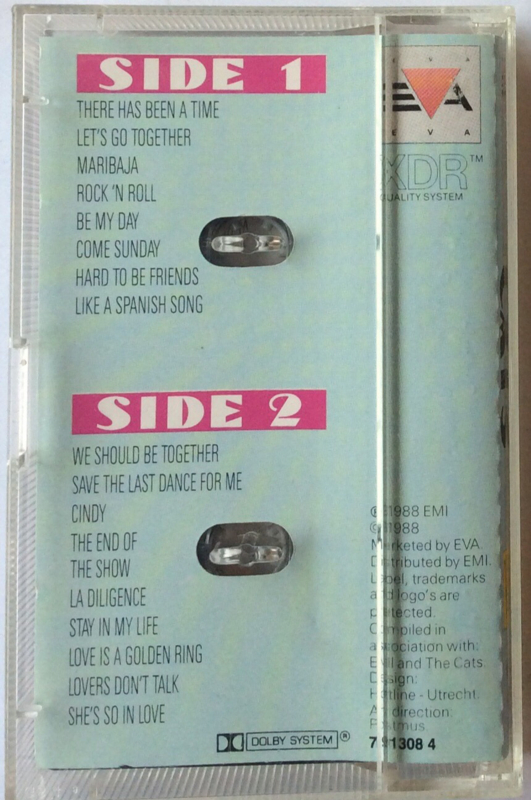 SIDE 1
THERE HAS BEEN A TIME
LET'S GO TOGETHER
MARIBAJA
ROCK 'N ROLL
BE MY DAY
COME SUNDAY
HARD TO BE FRIENDS
LIKE A SPANISH SONG
SIDE 2
WE SHOULD BE TOGETHER
SAVE THE LAST DANCE FOR ME
CINDY
THE END OF
THE SHOW
LA DILIGENCE
STAY IN MY LIFE
LOVE IS A GOLDEN RING
LOVERS DON'T TALK
SHE'S SO IN LOVE
DOLBY SYSTEM®
EVA
EVA
EVA
XDR™
QUALITY SYSTEM
℗ 1988 EMI
© 1988
Marketed by EVA.
Distributed by EMI.
Label, trademarks
and logo's are
protected.
Compiled in
association with:
EMI and The Cats.
Design:
Hotline - Utrecht.
Art direction:
Postmus
7 91308 4